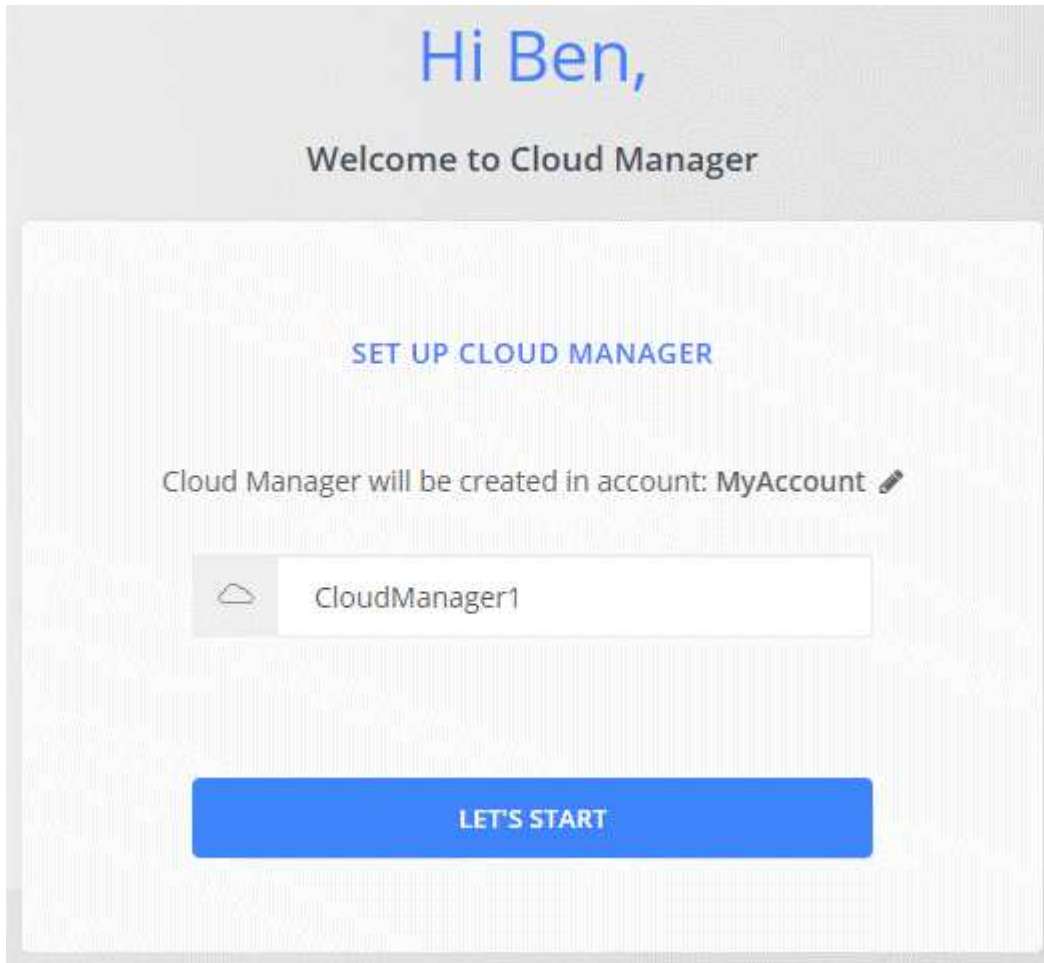 Hi Ben,
Welcome to Cloud Manager
SET UP CLOUD MANAGER
Cloud Manager will be created in account: MyAccount
CloudManager1
LET'S START